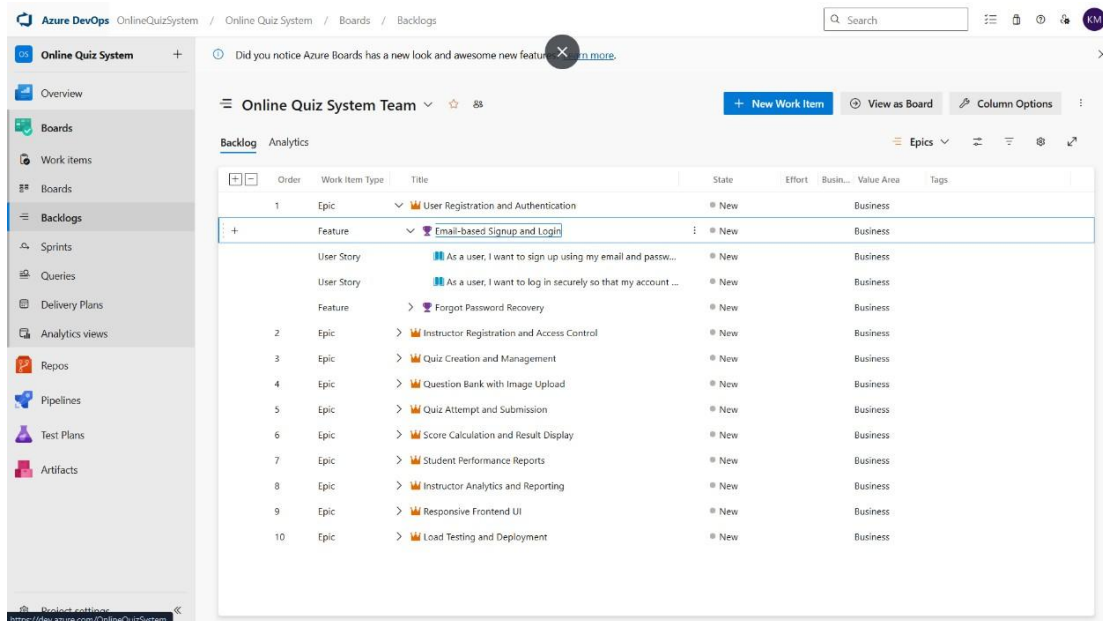 Azure DevOps OnlineQuizSystem / Online Quiz System / Boards / Backlogs Search KM
OS Online Quiz System +
Did you notice Azure Boards has a new look and awesome new learn more.
Overview
Boards
Work items
Boards
Backlogs
Sprints
Queries
Delivery Plans
Analytics views
Repos
Pipelines
Test Plans
Artifacts
Project settings
https://dev.azure.com/OnlineQuizSystem
Online Quiz System Team
+ New Work Item View as Board Column Options
Backlog Analytics
Epics
Order Work Item Type Title State Effort Busin... Value Area Tags
1 Epic User Registration and Authentication New Business
Feature Email-based Signup and Login New Business
User Story As a user, I want to sign up using my email and passw... New Business
User Story As a user, I want to log in securely so that my account ... New Business
Feature Forgot Password Recovery New Business
2 Epic Instructor Registration and Access Control New Business
3 Epic Quiz Creation and Management New Business
4 Epic Question Bank with Image Upload New Business
5 Epic Quiz Attempt and Submission New Business
6 Epic Score Calculation and Result Display New Business
7 Epic Student Performance Reports New Business
8 Epic Instructor Analytics and Reporting New Business
9 Epic Responsive Frontend UI New Business
10 Epic Load Testing and Deployment New Business